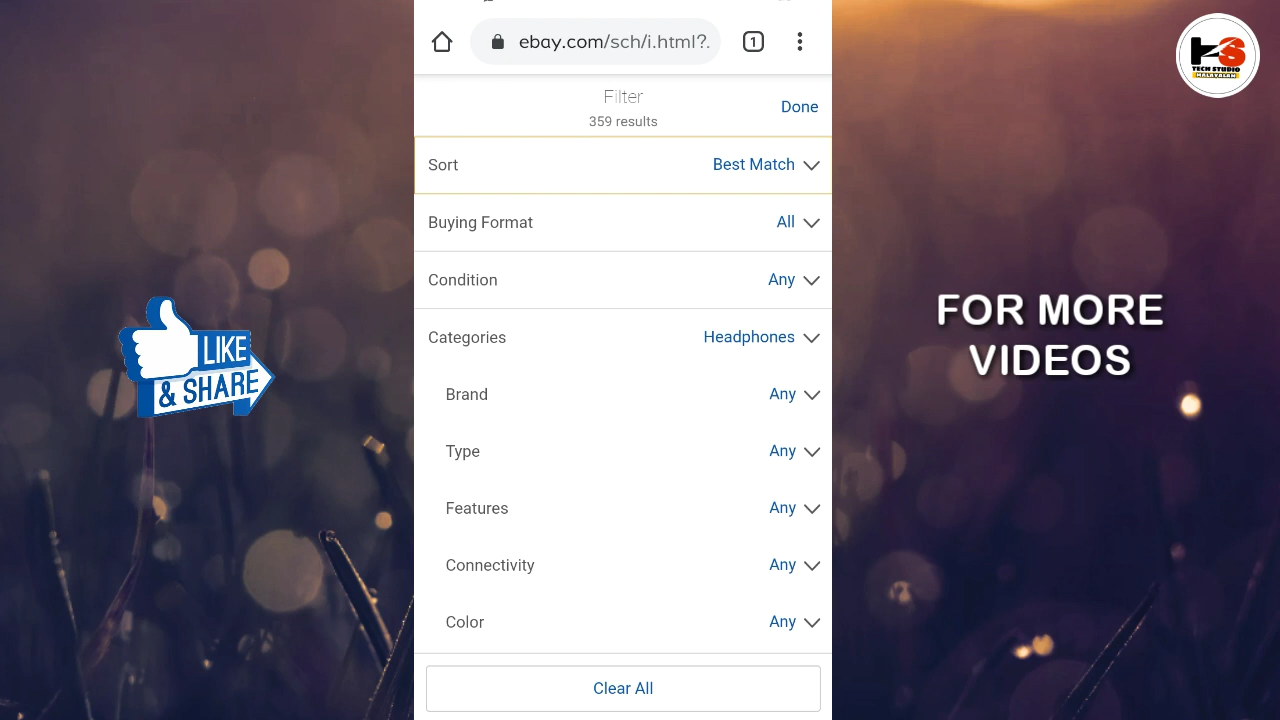 ebay.com/sch/i.html?.
1
Filter
359 results
Done
Sort
Best Match
Buying Format
All
Condition
Any
Categories
Headphones
Brand
Any
Type
Any
Features
Any
Connectivity
Any
Color
Any
Clear All
LIKE
& SHARE
FOR MORE
VIDEOS
TECH STUDIO
MALAYALAM